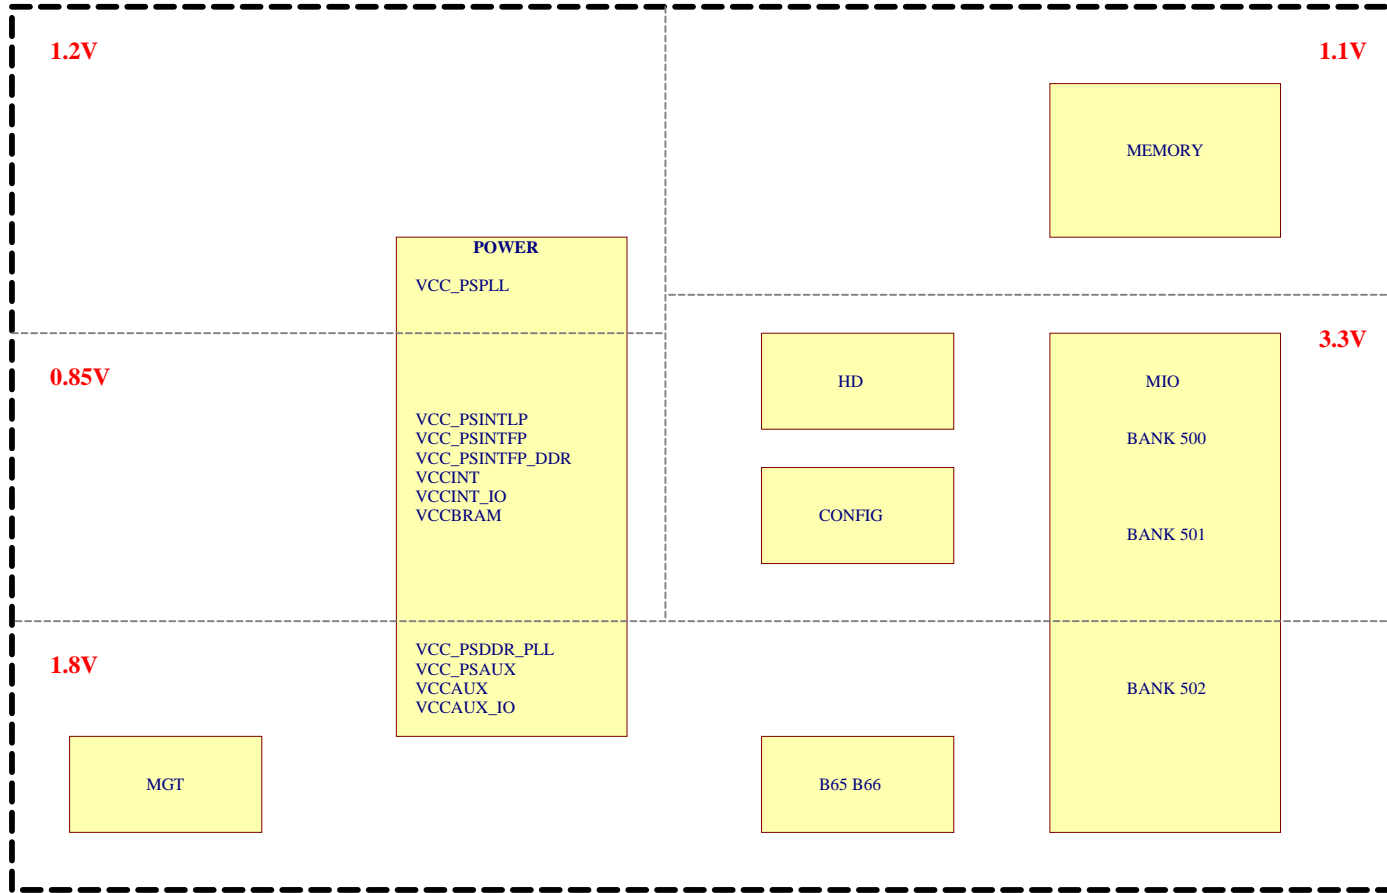 1.2V
1.1V
MEMORY
POWER
VCC_PSPLL
0.85V
3.3V
HD
MIO
VCC_PSINTLP
VCC_PSINTFP
VCC_PSINTFP_DDR
VCCINT
VCCINT_IO
VCCBRAM
BANK 500
CONFIG
BANK 501
1.8V
VCC_PSDDR_PLL
VCC_PSAUX
VCCAUX
VCCAUX_IO
BANK 502
MGT
B65 B66